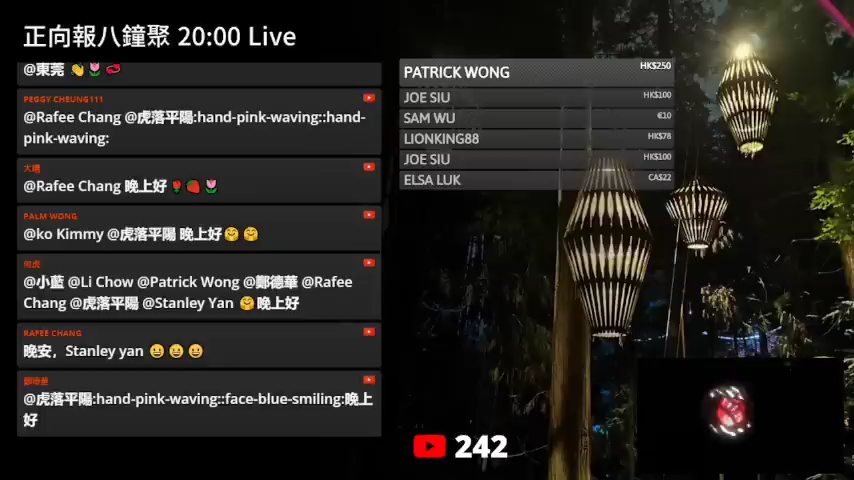 正向報八鐘聚 20:00 Live
@東莞 👋🌷💋
PEGGY CHEUNG111
@Rafee Chang @虎落平陽:hand-pink-waving::hand-
pink-waving:
@Rafee Chang 晚上好🌹🍓🌷
PALM WONG
@ko Kimmy @虎落平陽 晚上好🤗🤗
@小藍 @Li Chow @Patrick Wong @鄭德華 @Rafee
Chang @虎落平陽 @Stanley Yan 🤗晚上好
RAFEE CHANG
晚安，Stanley yan 😀😀😀
@虎落平陽:hand-pink-waving::face-blue-smiling:晚上
好
PATRICK WONG HK$250
JOE SIU HK$100
SAM WU €10
LIONKING88 HK$78
JOE SIU HK$100
ELSA LUK CA$22
242